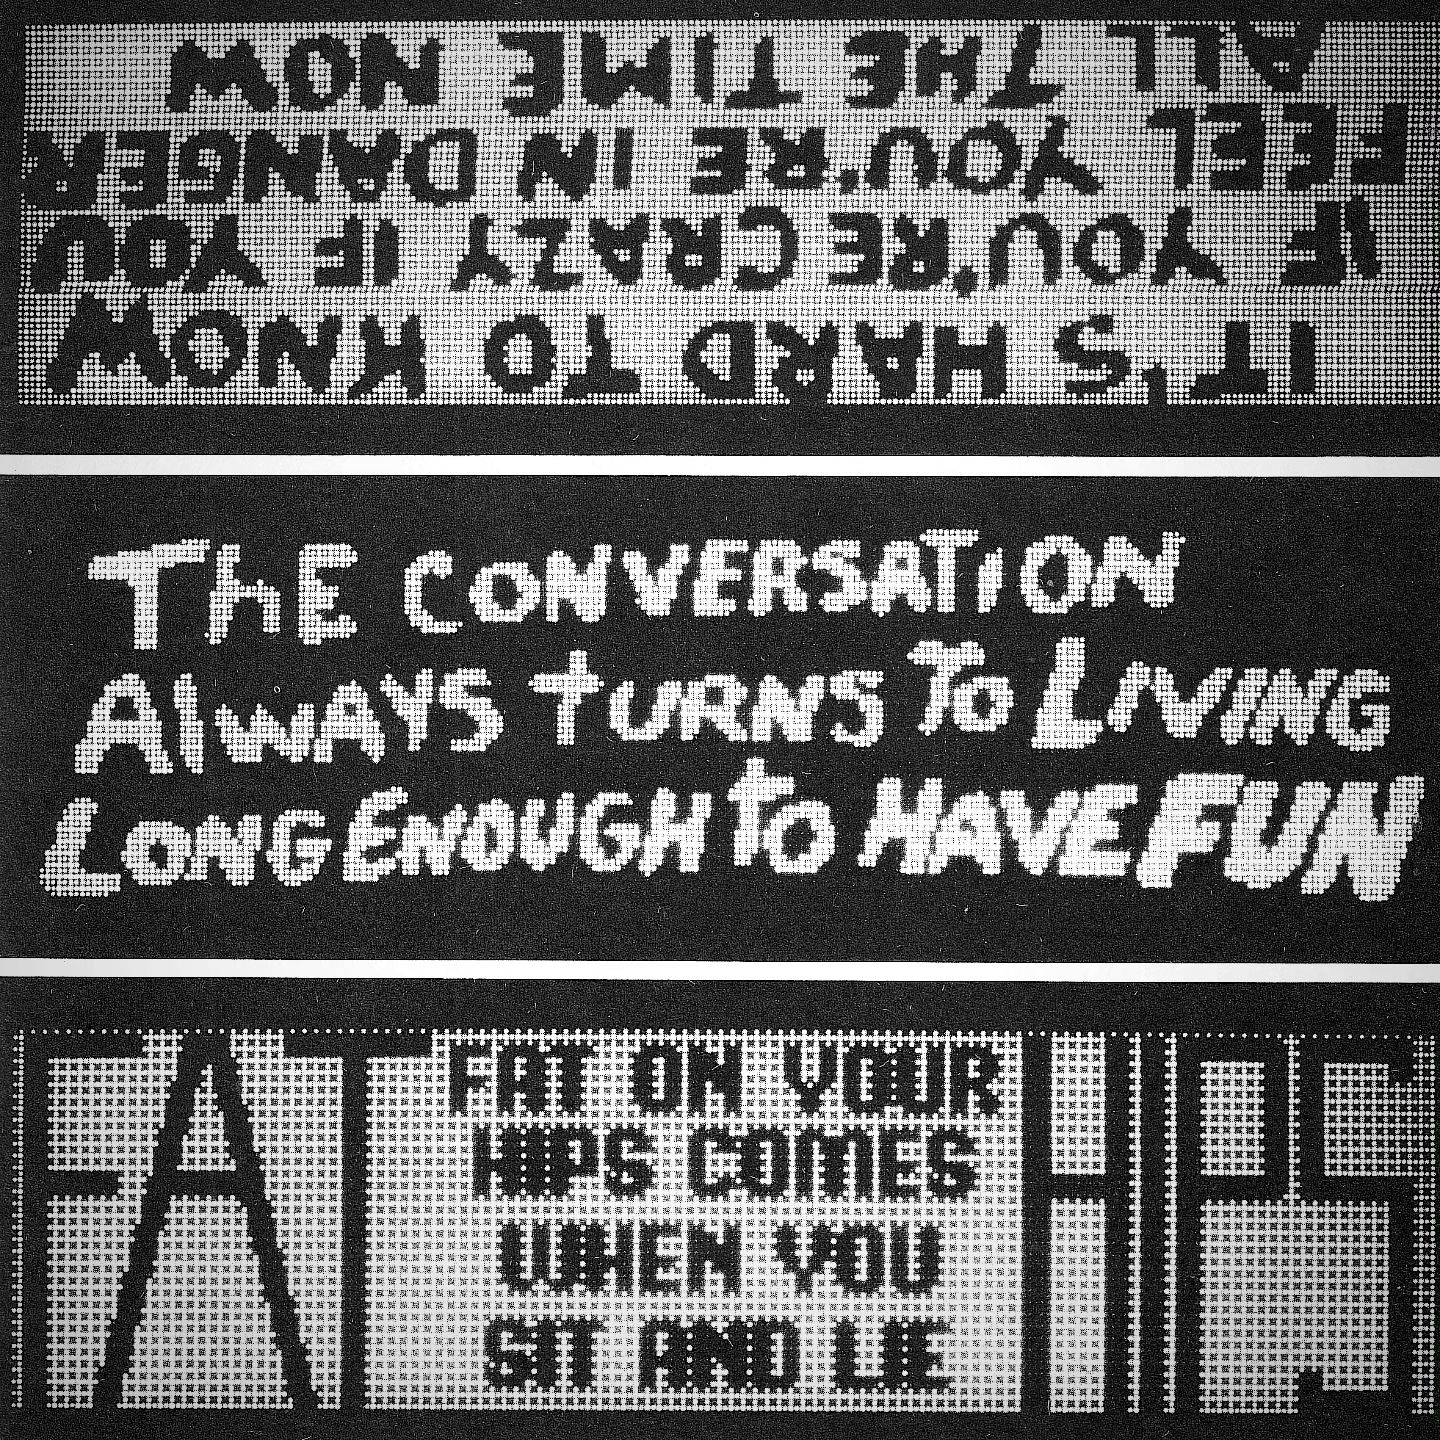 IT'S HARD TO KNOW
IF YOU'RE CRAZY IF YOU
FEEL YOU'RE IN DANGER
ALL THE TIME NOW
THE CONVERSATION
ALWAYS TURNS TO LIVING
LONG ENOUGH TO HAVE FUN
FAT
FAT ON YOUR
HIPS COMES
WHEN YOU
SIT AND LIE
HIPS